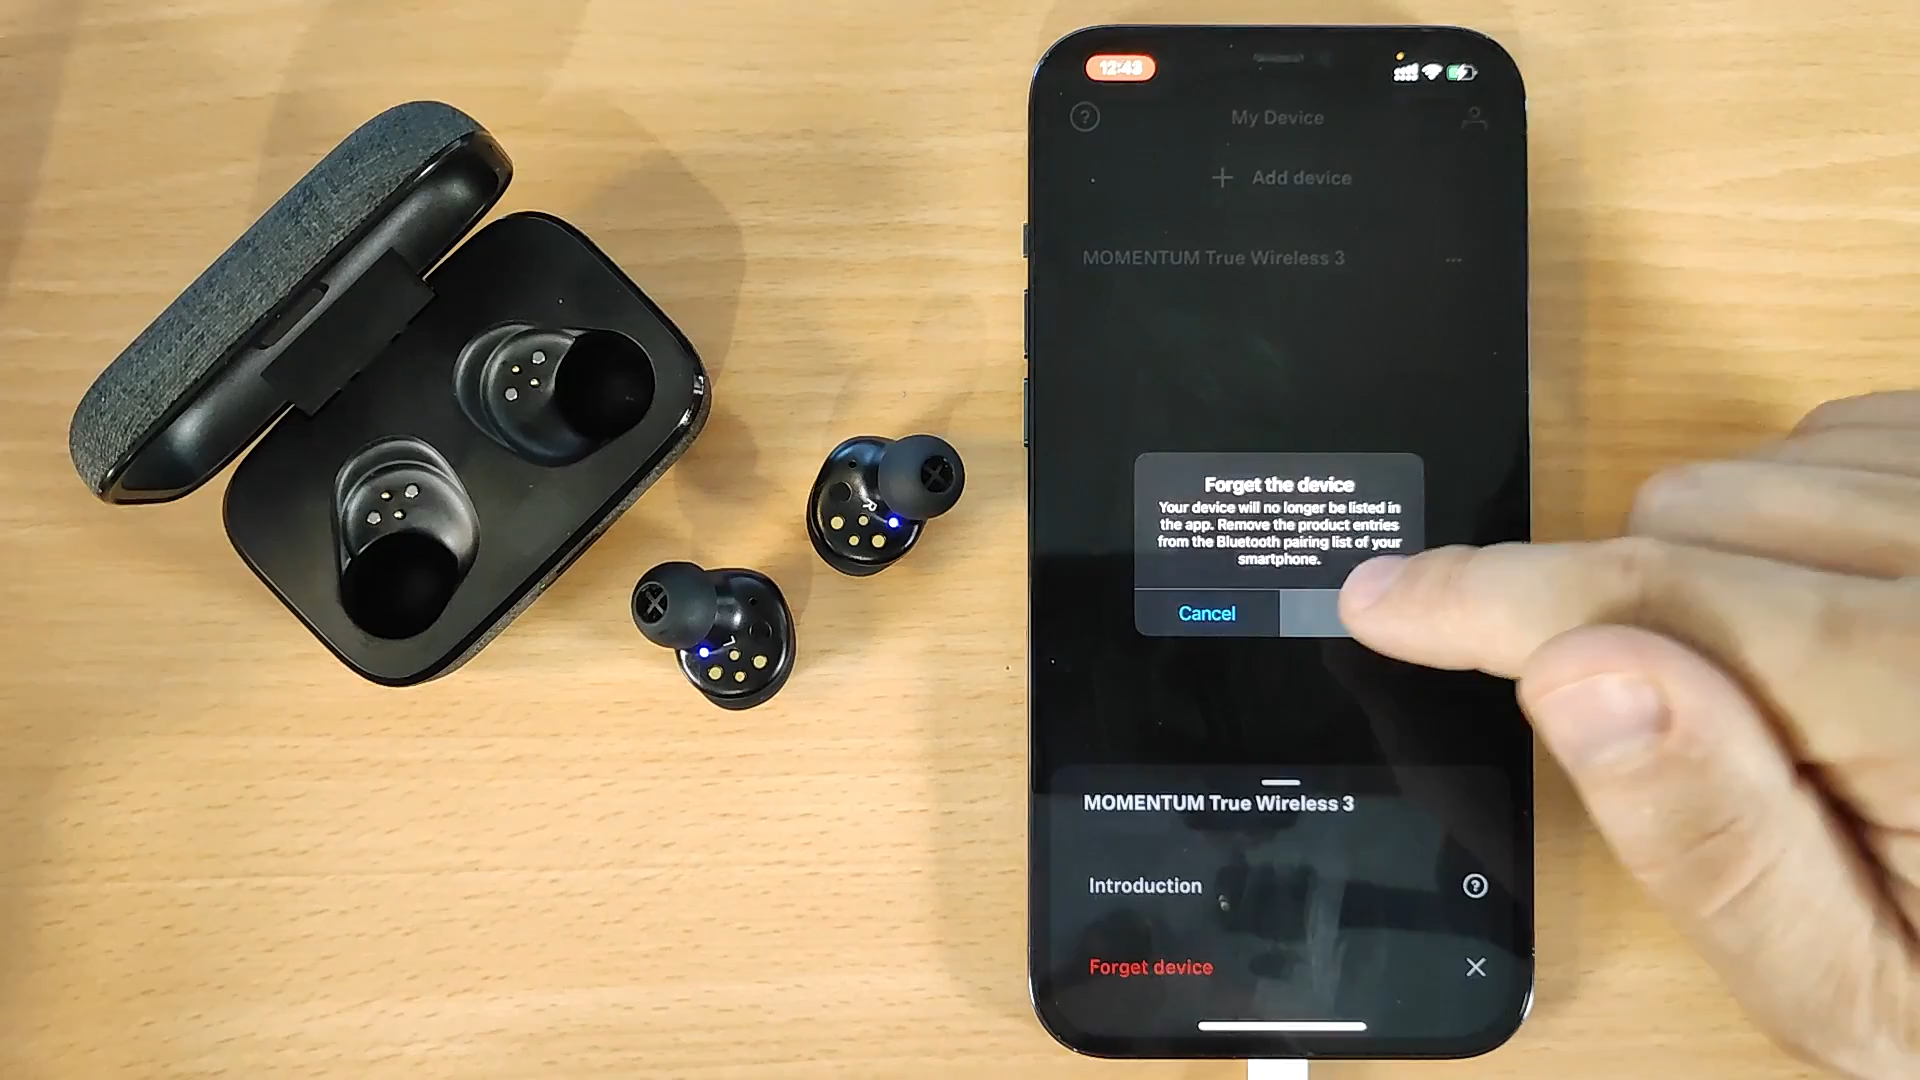 12:43
My Device
+ Add device
MOMENTUM True Wireless 3
Forget the device
Your device will no longer be listed in
the app. Remove the product entries
from the Bluetooth pairing list of your
smartphone.
Cancel
MOMENTUM True Wireless 3
Introduction
Forget device
R
L